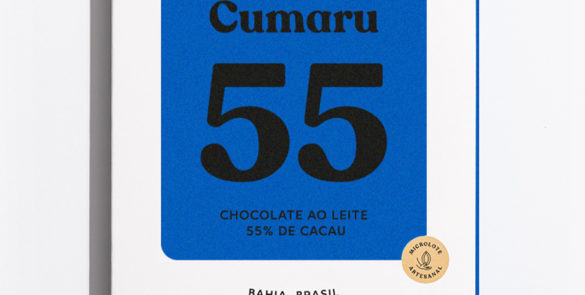 Cumaru
55
CHOCOLATE AO LEITE
55% DE CACAU
MICROLOTE
ARTESANAL
BAHIA, BRASIL